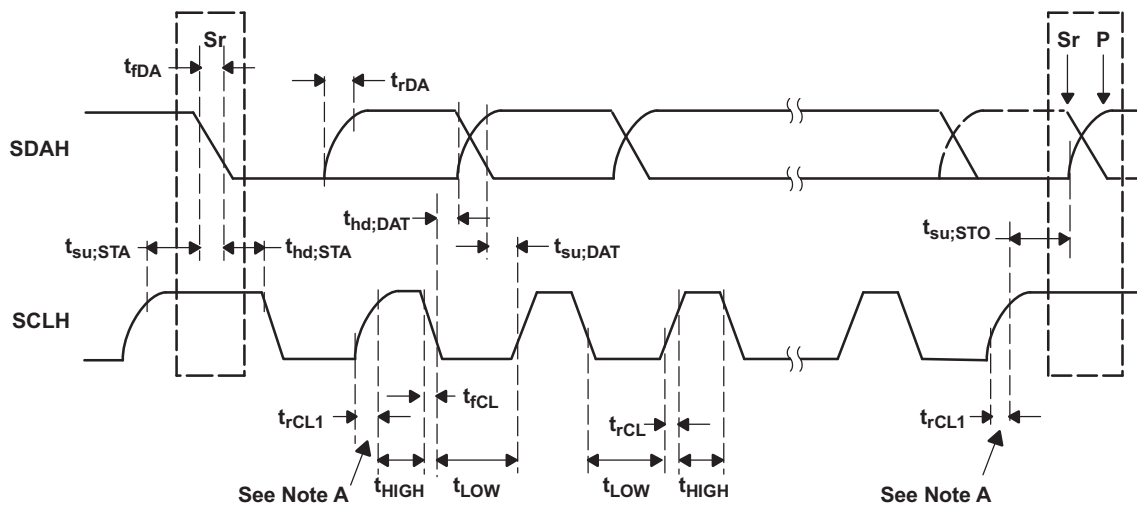 Sr
Sr P
tfDA
trDA
SDAH
thd;DAT
tsu;STA
thd;STA
tsu;DAT
tsu;STO
SCLH
tfCL
trCL1
trCL
trCL1
tHIGH
tLOW
tLOW
tHIGH
See Note A
See Note A